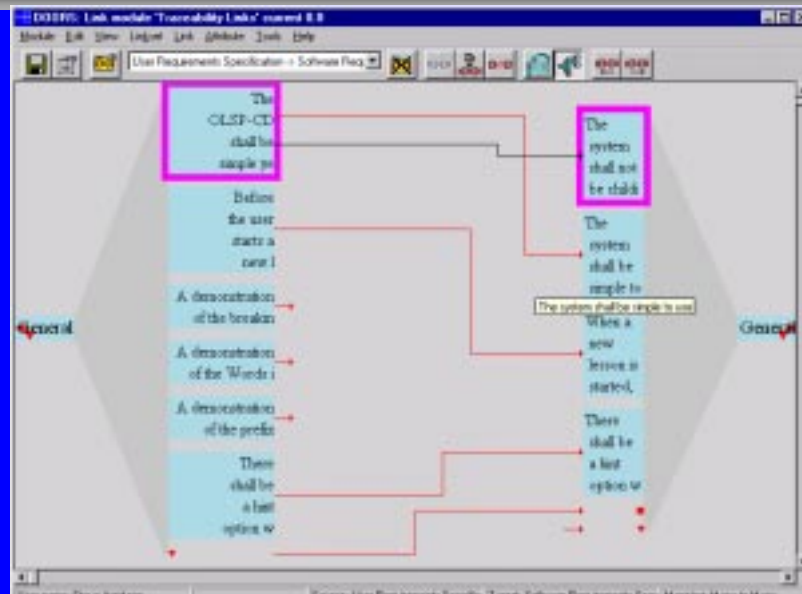 DOORS: Link module 'Traceability Links' current 0.0
Module Edit View Linkset Link Attribute Tools Help
User Requirements Specification -> Software Req
The
OLSP-CD
shall be
simple ye
Before
the user
starts a
new l
A demonstration
of the breakin
A demonstration
of the Words i
A demonstration
of the prefix
There
shall be
a hint
option w
General
The
system
shall not
be childi
The
system
shall be
simple to
The system shall be simple to use
When a
new
lesson is
started,
There
shall be
a hint
option w
General